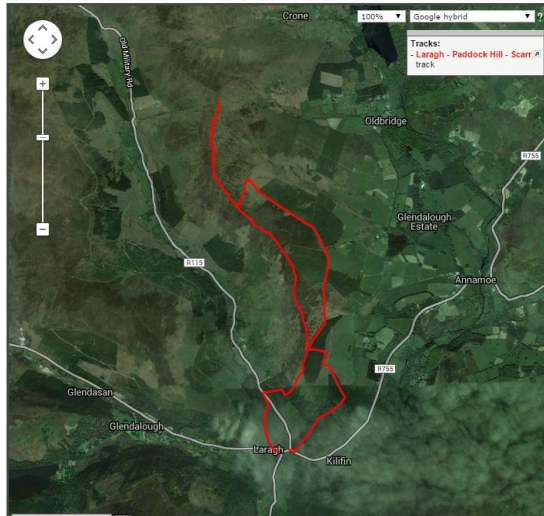 Crone
100%
Google hybrid
?
Tracks:
- Laragh - Paddock Hill - Scarr
track
Old Military Rd
Oldbridge
R755
Glendalough
Estate
R115
Annamoe
R755
Glendasan
Glendalough
Laragh
Kilifin